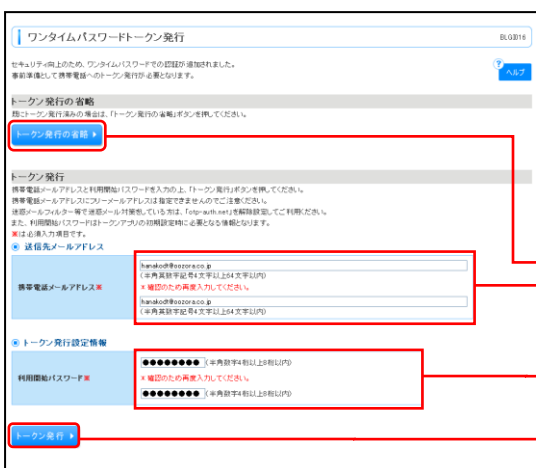 ワンタイムパスワードトークン発行
BLGI016
セキュリティ向上のため、ワンタイムパスワードでの認証が追加されました。
事前準備として携帯電話へのトークン発行が必要となります。
? ヘルプ
トークン発行の省略
既にトークン発行済みの場合は、「トークン発行の省略」ボタンを押してください。
トークン発行の省略
トークン発行
携帯電話メールアドレスと利用開始パスワードを入力の上、「トークン発行」ボタンを押してください。
携帯電話メールアドレスにフリーメールアドレスは指定できませんのでご注意ください。
迷惑メールフィルター等で迷惑メール対策をしている方は、「otp-auth.net」を解除設定してご利用ください。
また、利用開始パスワードはトークンアプリの初期設定時に必要となる情報となります。
※は必須入力項目です。
送信先メールアドレス
hanakodt@aozora.co.jp
(半角英数字記号4文字以上64文字以内)
携帯電話メールアドレス※
※ 確認のため再度入力してください。
hanakodt@aozora.co.jp
(半角英数字記号4文字以上64文字以内)
トークン発行設定情報
●●●●●●●● (半角数字4桁以上8桁以内)
利用開始パスワード※
※ 確認のため再度入力してください。
●●●●●●●● (半角数字4桁以上8桁以内)
トークン発行